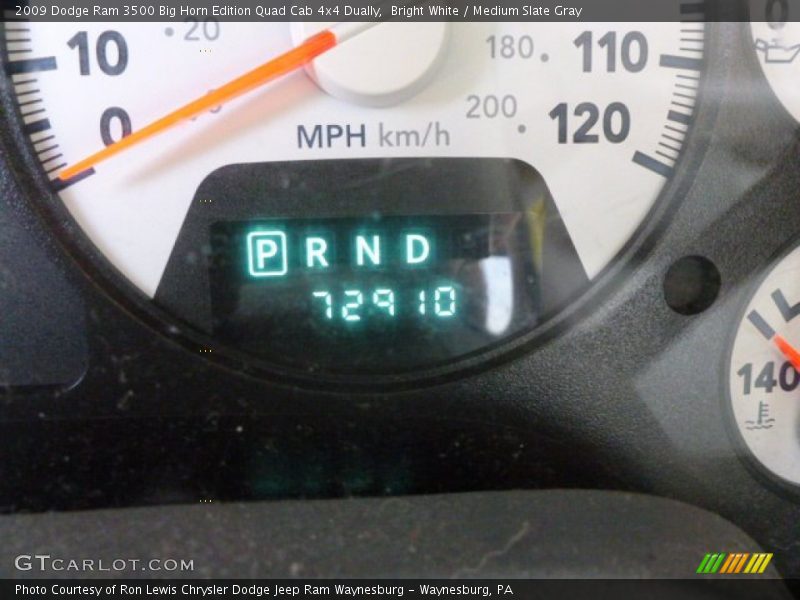 2009 Dodge Ram 3500 Big Horn Edition Quad Cab 4x4 Dually, Bright White / Medium Slate Gray
20
10
180
110
0
200
120
MPH km/h
P R N D
72910
140
GTCARLOT.COM
Photo Courtesy of Ron Lewis Chrysler Dodge Jeep Ram Waynesburg - Waynesburg, PA